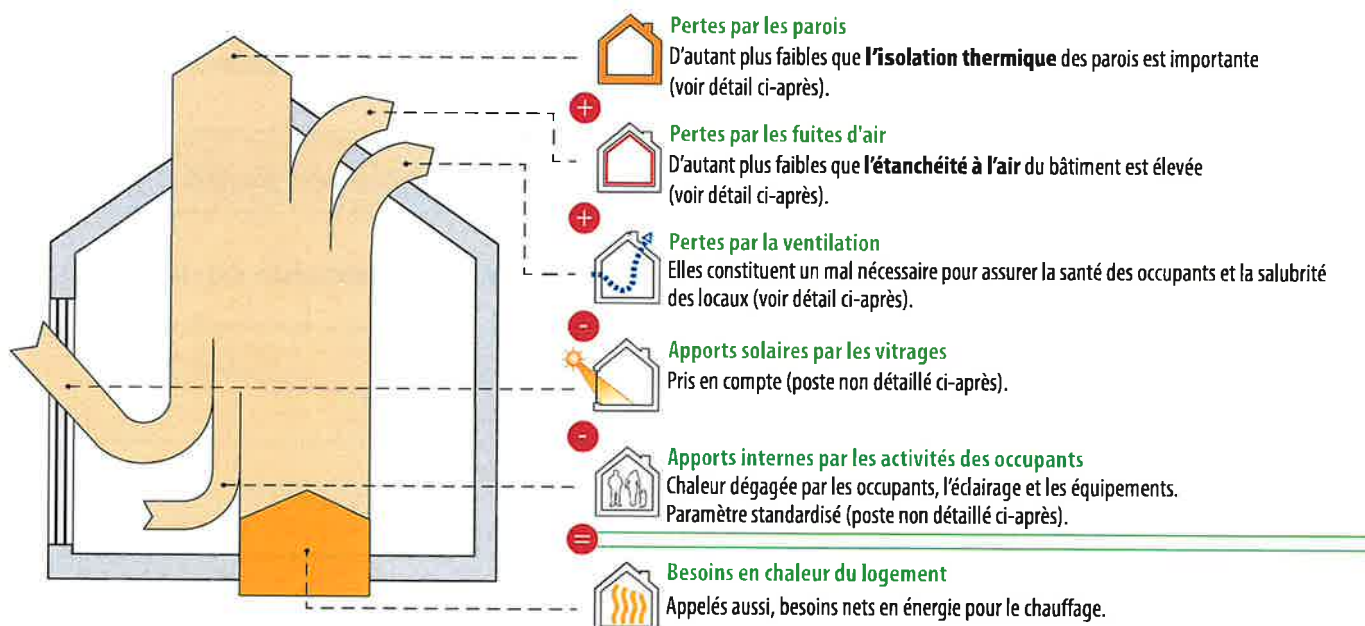 Pertes par les parois
D'autant plus faibles que l'isolation thermique des parois est importante
(voir détail ci-après).
+
Pertes par les fuites d'air
D'autant plus faibles que l'étanchéité à l'air du bâtiment est élevée
(voir détail ci-après).
+
Pertes par la ventilation
Elles constituent un mal nécessaire pour assurer la santé des occupants et la salubrité
des locaux (voir détail ci-après).
-
Apports solaires par les vitrages
Pris en compte (poste non détaillé ci-après).
-
Apports internes par les activités des occupants
Chaleur dégagée par les occupants, l'éclairage et les équipements.
Paramètre standardisé (poste non détaillé ci-après).
=
Besoins en chaleur du logement
Appelés aussi, besoins nets en énergie pour le chauffage.